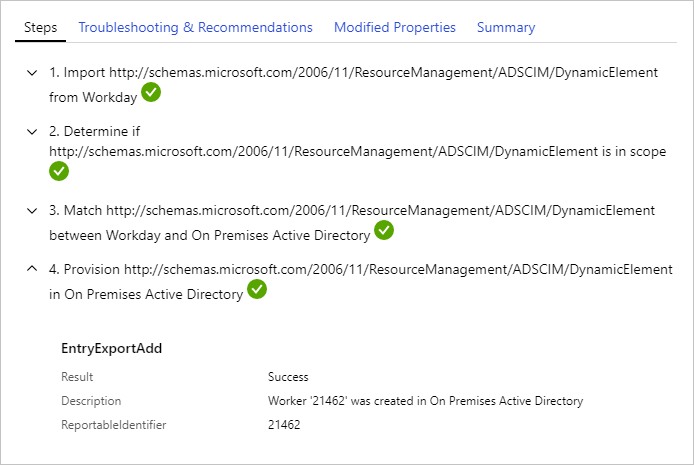 Steps Troubleshooting & Recommendations Modified Properties Summary
1. Import http://schemas.microsoft.com/2006/11/ResourceManagement/ADSCIM/DynamicElement
from Workday
2. Determine if
http://schemas.microsoft.com/2006/11/ResourceManagement/ADSCIM/DynamicElement is in scope
3. Match http://schemas.microsoft.com/2006/11/ResourceManagement/ADSCIM/DynamicElement
between Workday and On Premises Active Directory
4. Provision http://schemas.microsoft.com/2006/11/ResourceManagement/ADSCIM/DynamicElement
in On Premises Active Directory
EntryExportAdd
Result Success
Description Worker '21462' was created in On Premises Active Directory
ReportableIdentifier 21462